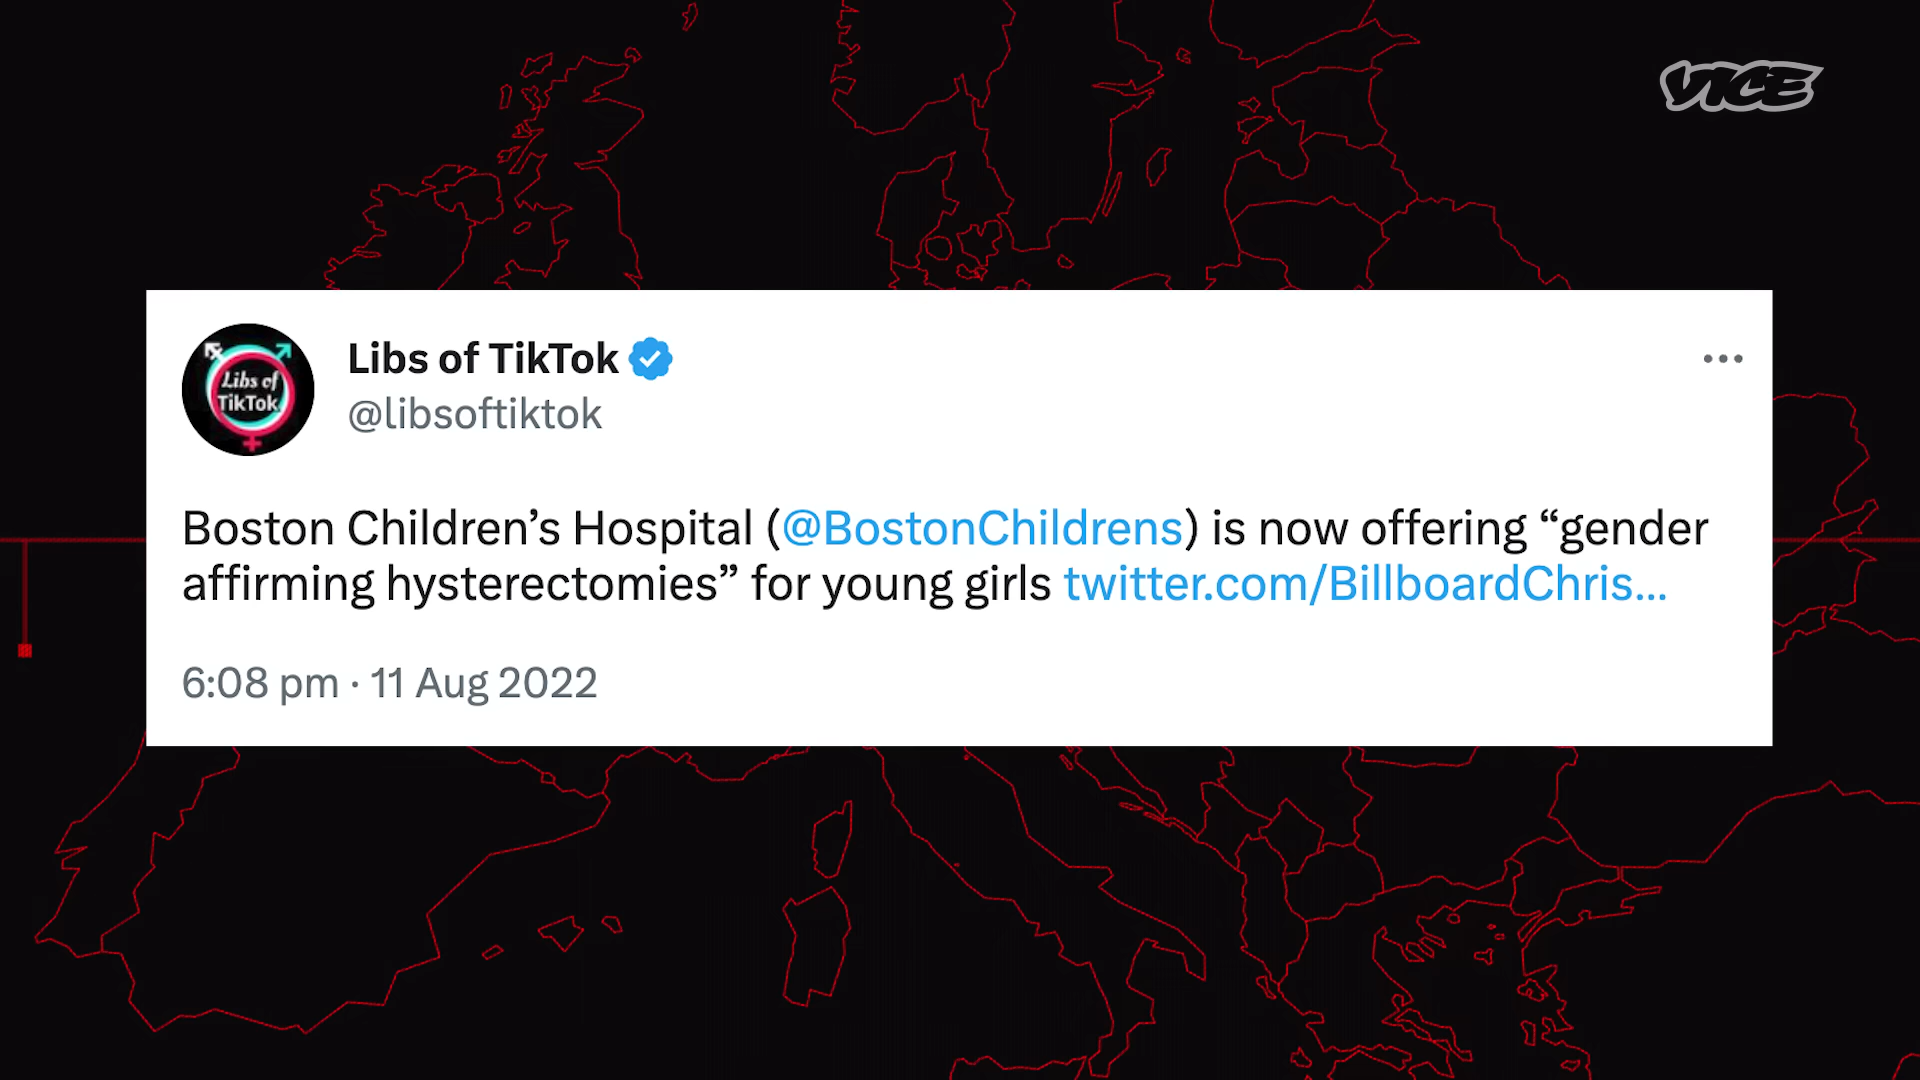 VICE
Libs of
TikTok
Libs of TikTok
@libsoftiktok
Boston Children’s Hospital (@BostonChildrens) is now offering “gender
affirming hysterectomies” for young girls twitter.com/BillboardChris...
6:08 pm · 11 Aug 2022